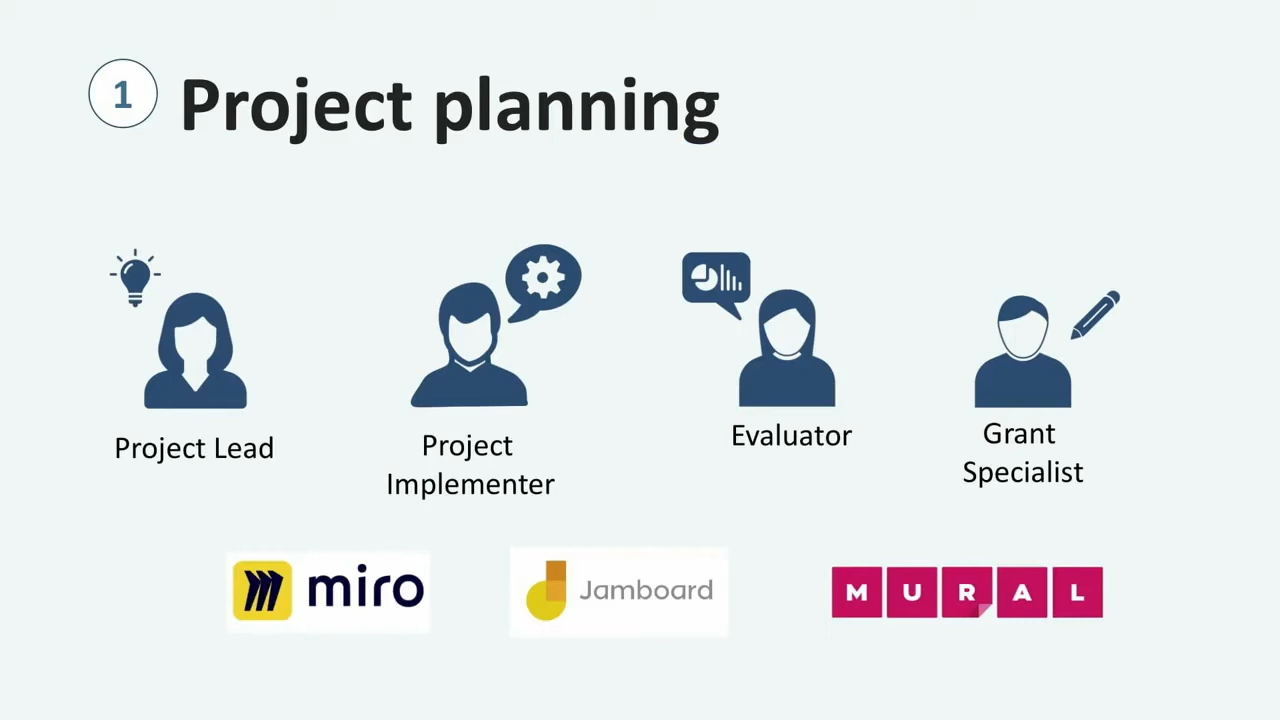 1
Project planning
Project Lead
Project
Implementer
Evaluator
Grant
Specialist
miro
Jamboard
MURAL